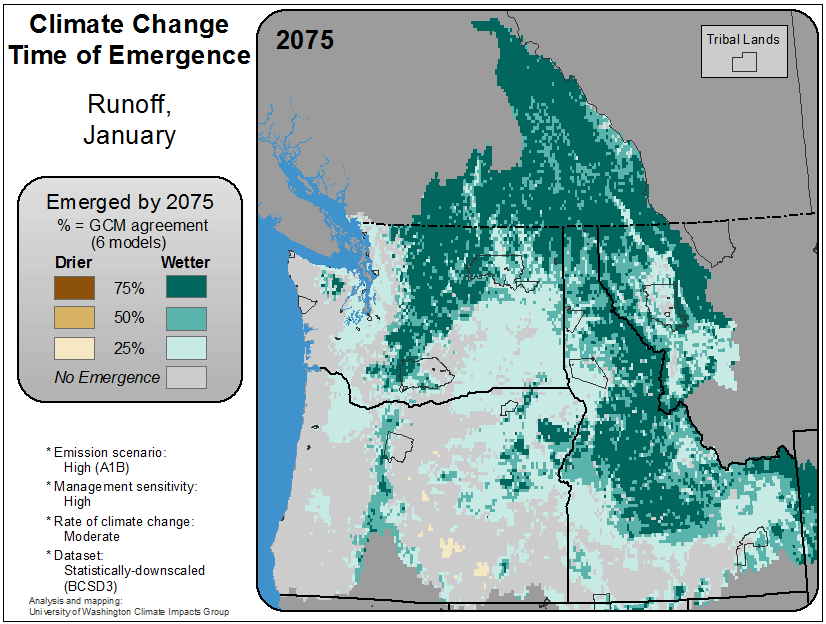 Climate Change
Time of Emergence
Runoff,
January
Emerged by 2075
% = GCM agreement
(6 models)
Drier Wetter
75%
50%
25%
No Emergence
* Emission scenario:
High (A1B)
* Management sensitivity:
High
* Rate of climate change:
Moderate
* Dataset:
Statistically-downscaled
(BCSD3)
Analysis and mapping:
University of Washington Climate Impacts Group
2075
Tribal Lands